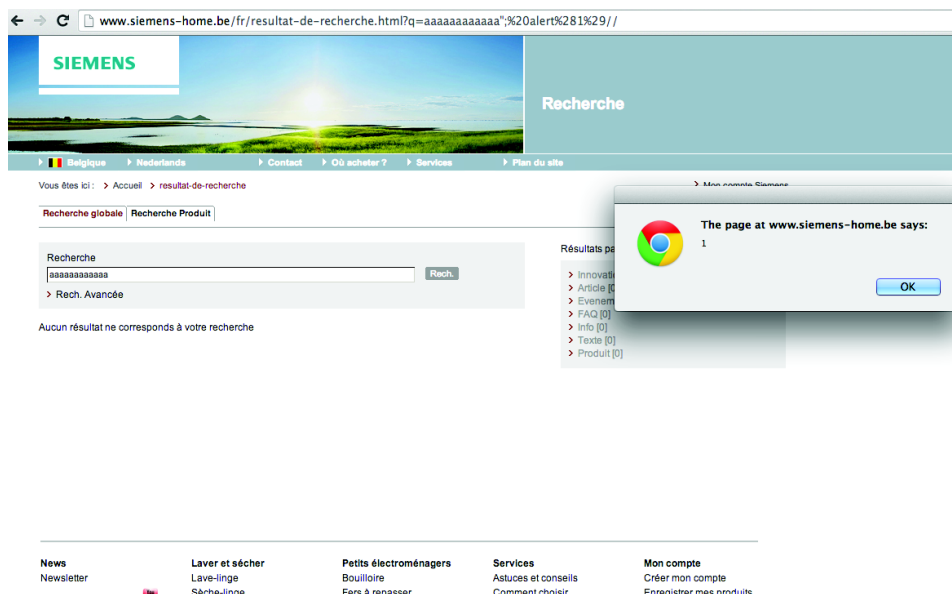 www.siemens-home.be/fr/resultat-de-recherche.html?q=aaaaaaaaaaaa";%20alert%281%29//
SIEMENS
Recherche
Belgique Nederlands Contact Où acheter ? Services Plan du site
Vous êtes ici : Accueil resultat-de-recherche
Mon compte Siemens
Recherche globale Recherche Produit
The page at www.siemens-home.be says:
1
OK
Recherche
aaaaaaaaaaaa Rech.
Rech. Avancée
Aucun résultat ne corresponds à votre recherche
Résultats
Article
FAQ [0]
Info [0]
Texte [0]
Produit [0]
News Laver et sécher Petits électroménagers Services Mon compte
Newsletter Lave-linge Bouilloire Astuces et conseils Créer mon compte
Sèche-linge Fers à repasser Comment choisir Enregistrer mes produits